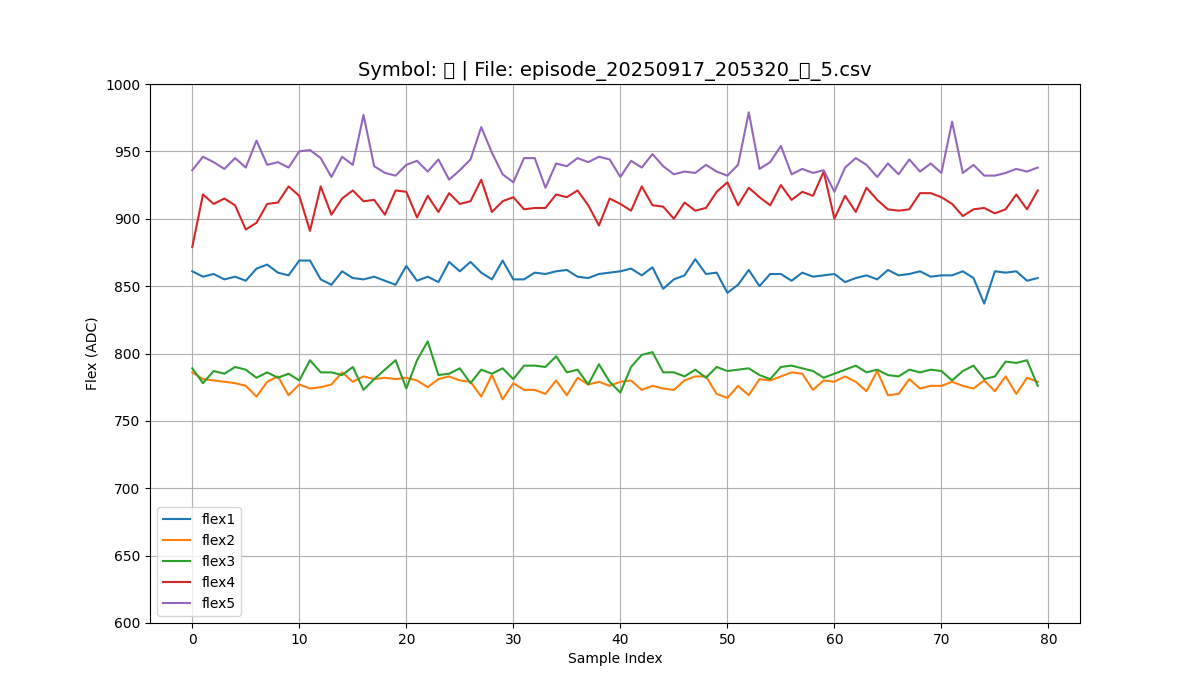 Symbol: | File: episode_20250917_205320_ _5.csv
1000
950
900
850
800
750
700
650
600
Flex (ADC)
flex1
flex2
flex3
flex4
flex5
0 10 20 30 40 50 60 70 80
Sample Index